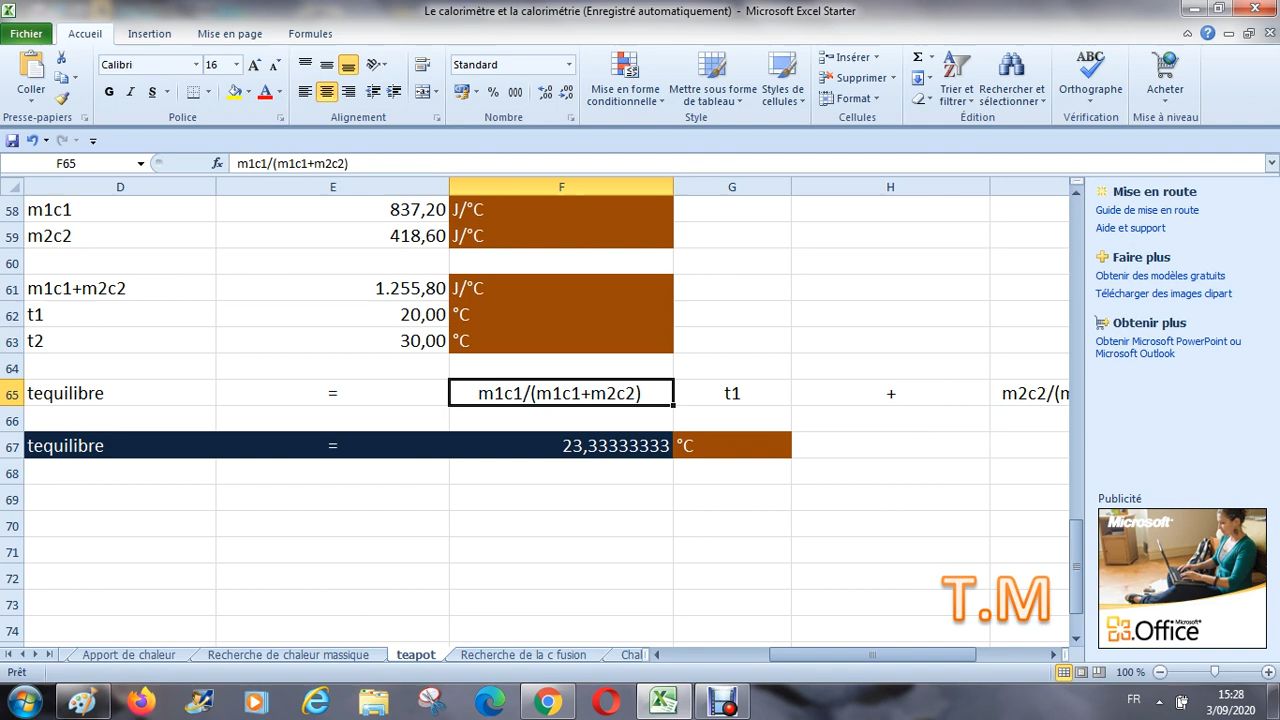 Le calorimètre et la calorimétrie (Enregistré automatiquement) - Microsoft Excel Starter
Fichier Accueil Insertion Mise en page Formules
Coller
Presse-papiers
Calibri 16
G I S
Police
Alignement
Standard
% 000
Nombre
Mise en forme conditionnelle
Mettre sous forme de tableau
Styles de cellules
Style
Insérer
Supprimer
Format
Cellules
Σ
Trier et filtrer
Rechercher et sélectionner
Édition
ABC
Orthographe
Vérification
Acheter
Mise à niveau
F65 fx m1c1/(m1c1+m2c2)
D E F G H
58 m1c1 837,20 J/°C
59 m2c2 418,60 J/°C
60
61 m1c1+m2c2 1.255,80 J/°C
62 t1 20,00 °C
63 t2 30,00 °C
64
65 tequilibre = m1c1/(m1c1+m2c2) t1 + m2c2/(m
66
67 tequilibre = 23,33333333 °C
68
69
70
71
72
73
74
T.M
Mise en route
Guide de mise en route
Aide et support
Faire plus
Obtenir des modèles gratuits
Télécharger des images clipart
Obtenir plus
Obtenir Microsoft PowerPoint ou
Microsoft Outlook
Publicité
Microsoft
Microsoft
Office
Apport de chaleur Recherche de chaleur massique teapot Recherche de la c fusion Chal
Prêt 100 %
FR 15:28
3/09/2020